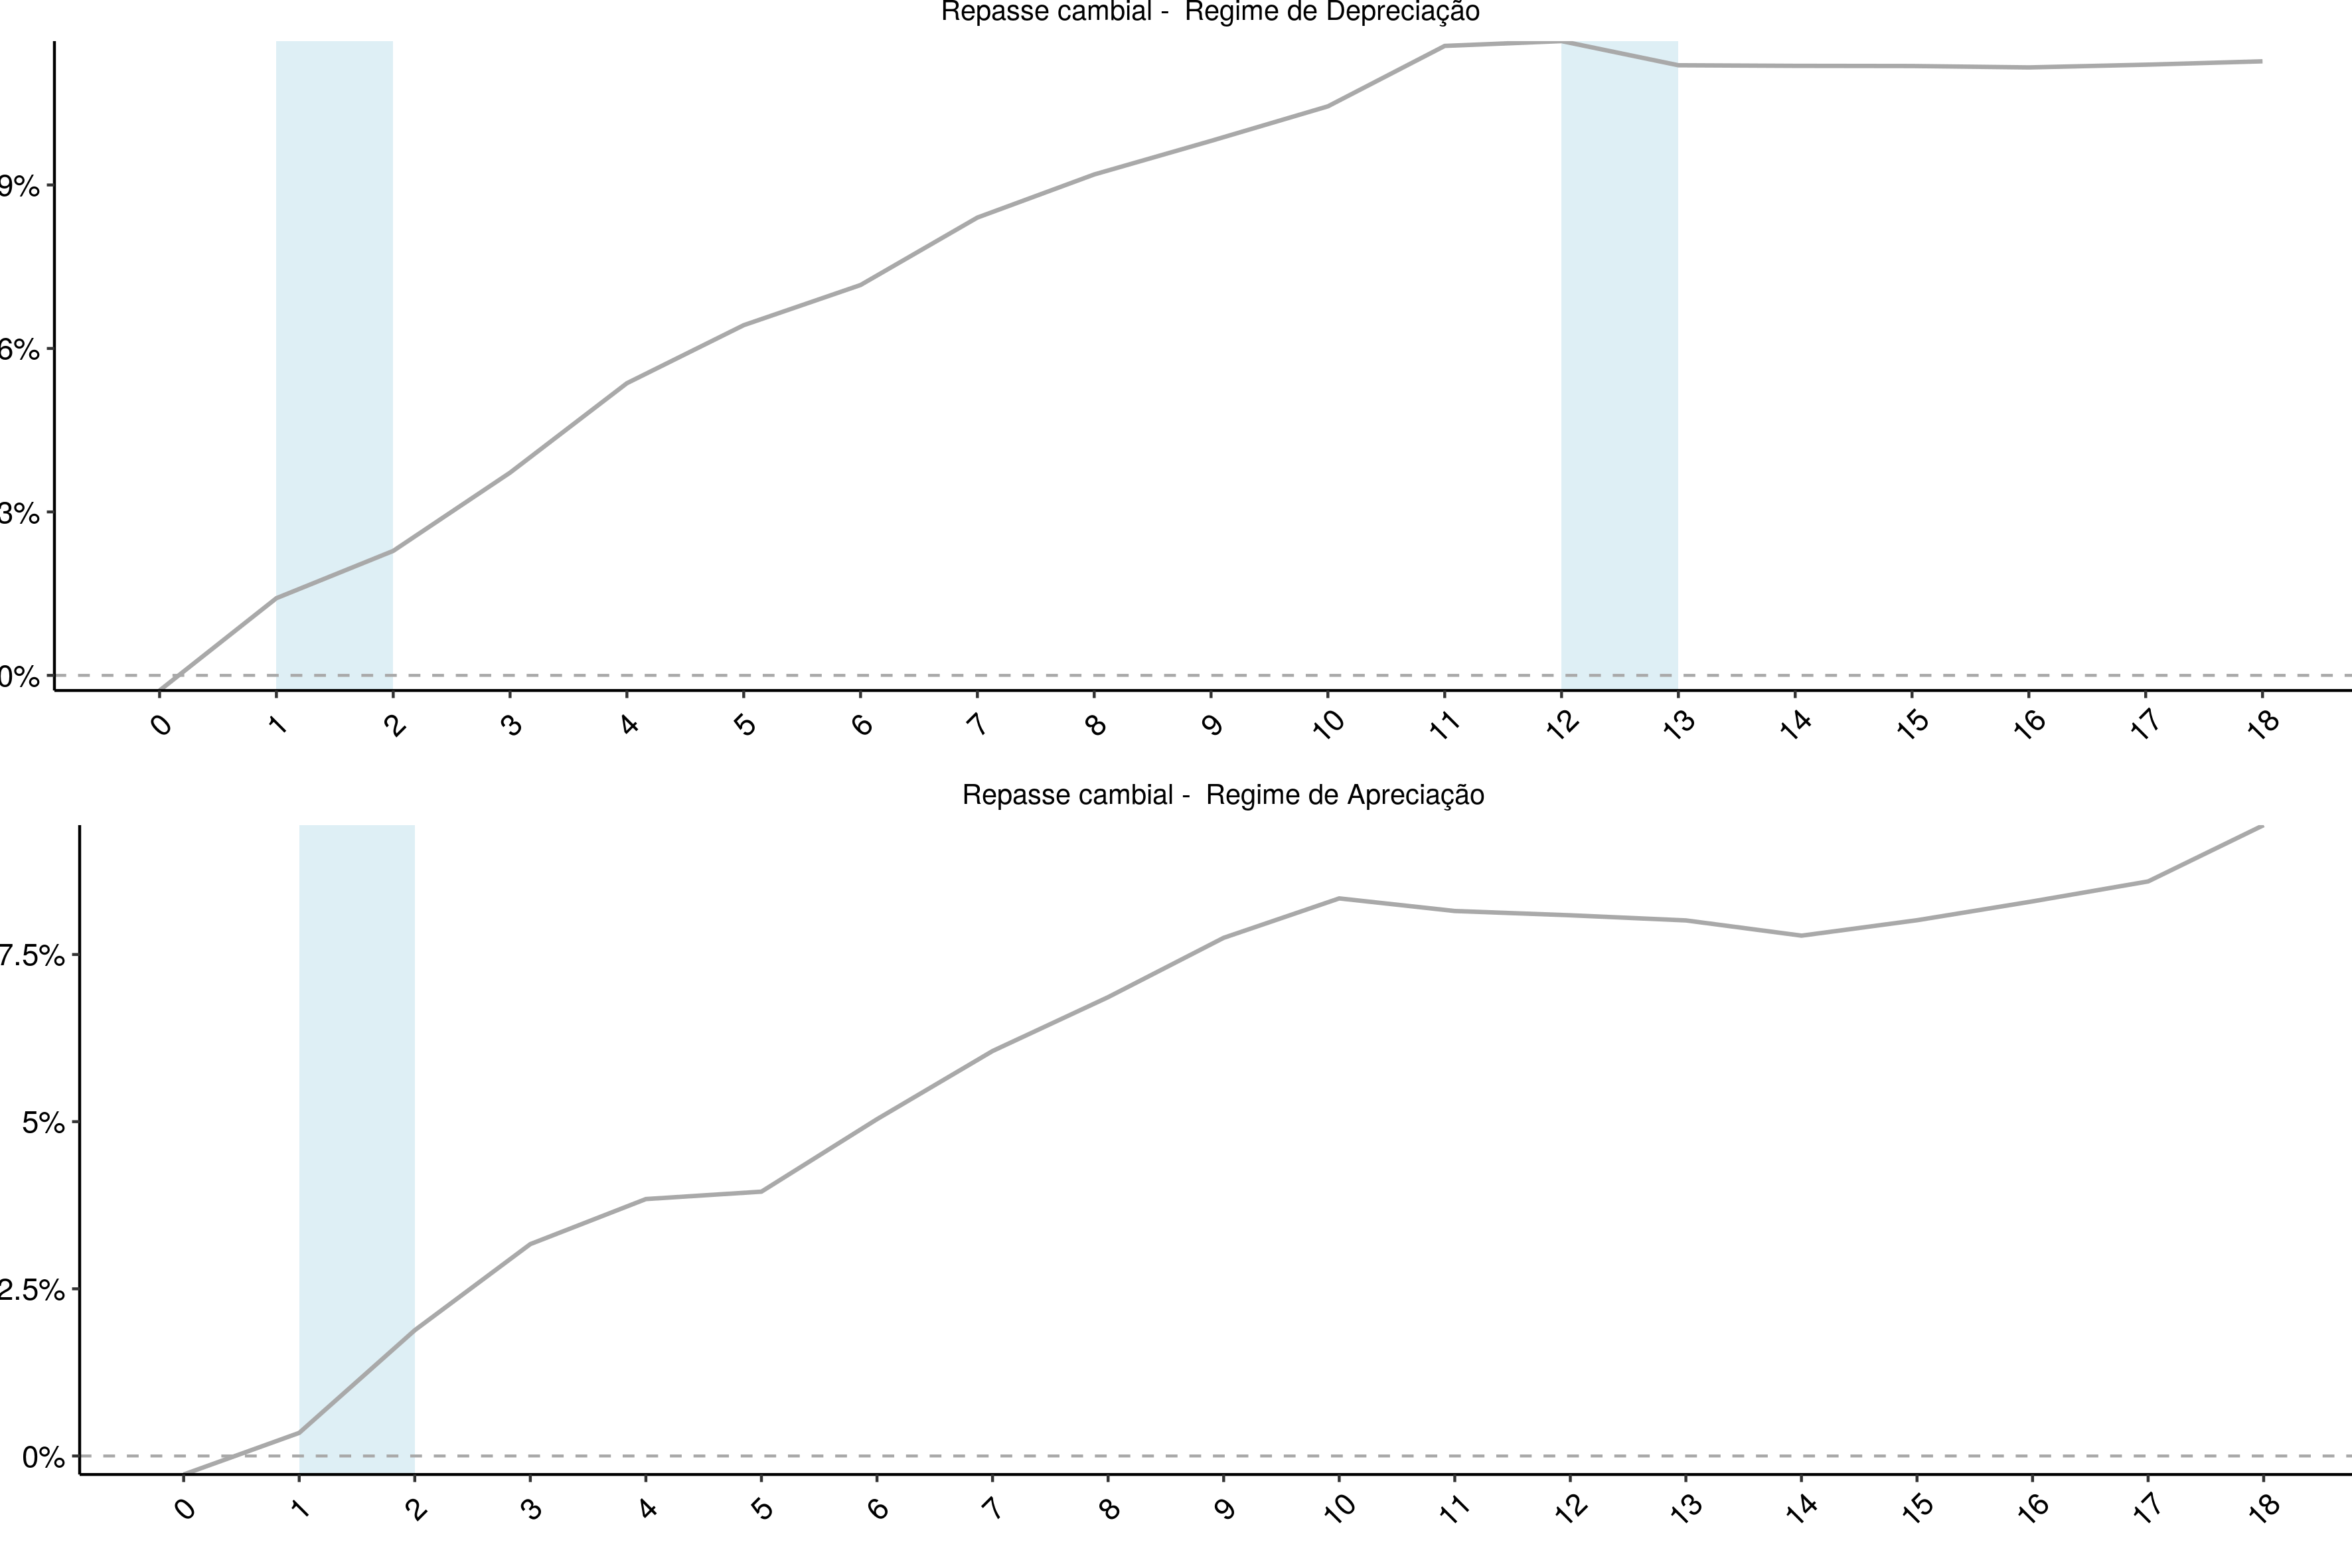 Repasse cambial -  Regime de Depreciação
9%
6%
3%
0%
0 1 2 3 4 5 6 7 8 9 10 11 12 13 14 15 16 17 18
Repasse cambial -  Regime de Apreciação
7.5%
5%
2.5%
0%
0 1 2 3 4 5 6 7 8 9 10 11 12 13 14 15 16 17 18